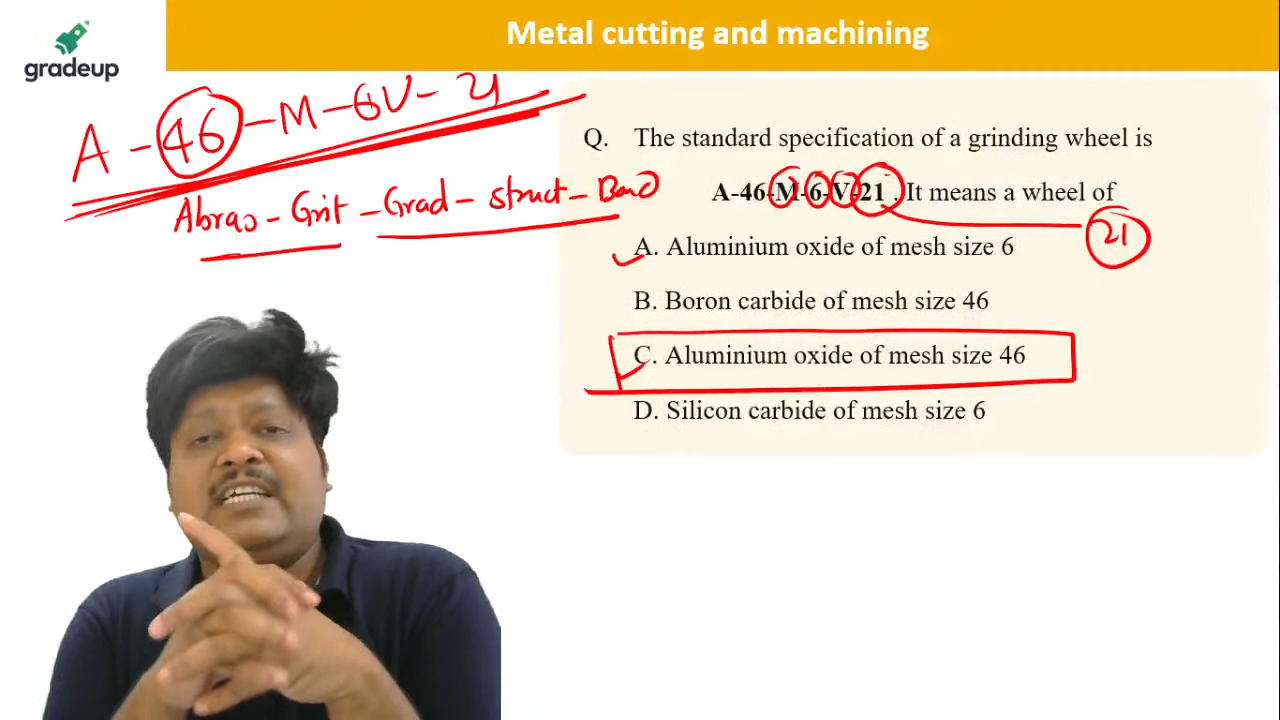 Metal cutting and machining
gradeup
A - 46 - M - 6V - 21
Abras - Grit - Grad - struct - Bond
Q. The standard specification of a grinding wheel is
A-46-M-6-V-21 . It means a wheel of
21
A. Aluminium oxide of mesh size 6
B. Boron carbide of mesh size 46
C. Aluminium oxide of mesh size 46
D. Silicon carbide of mesh size 6